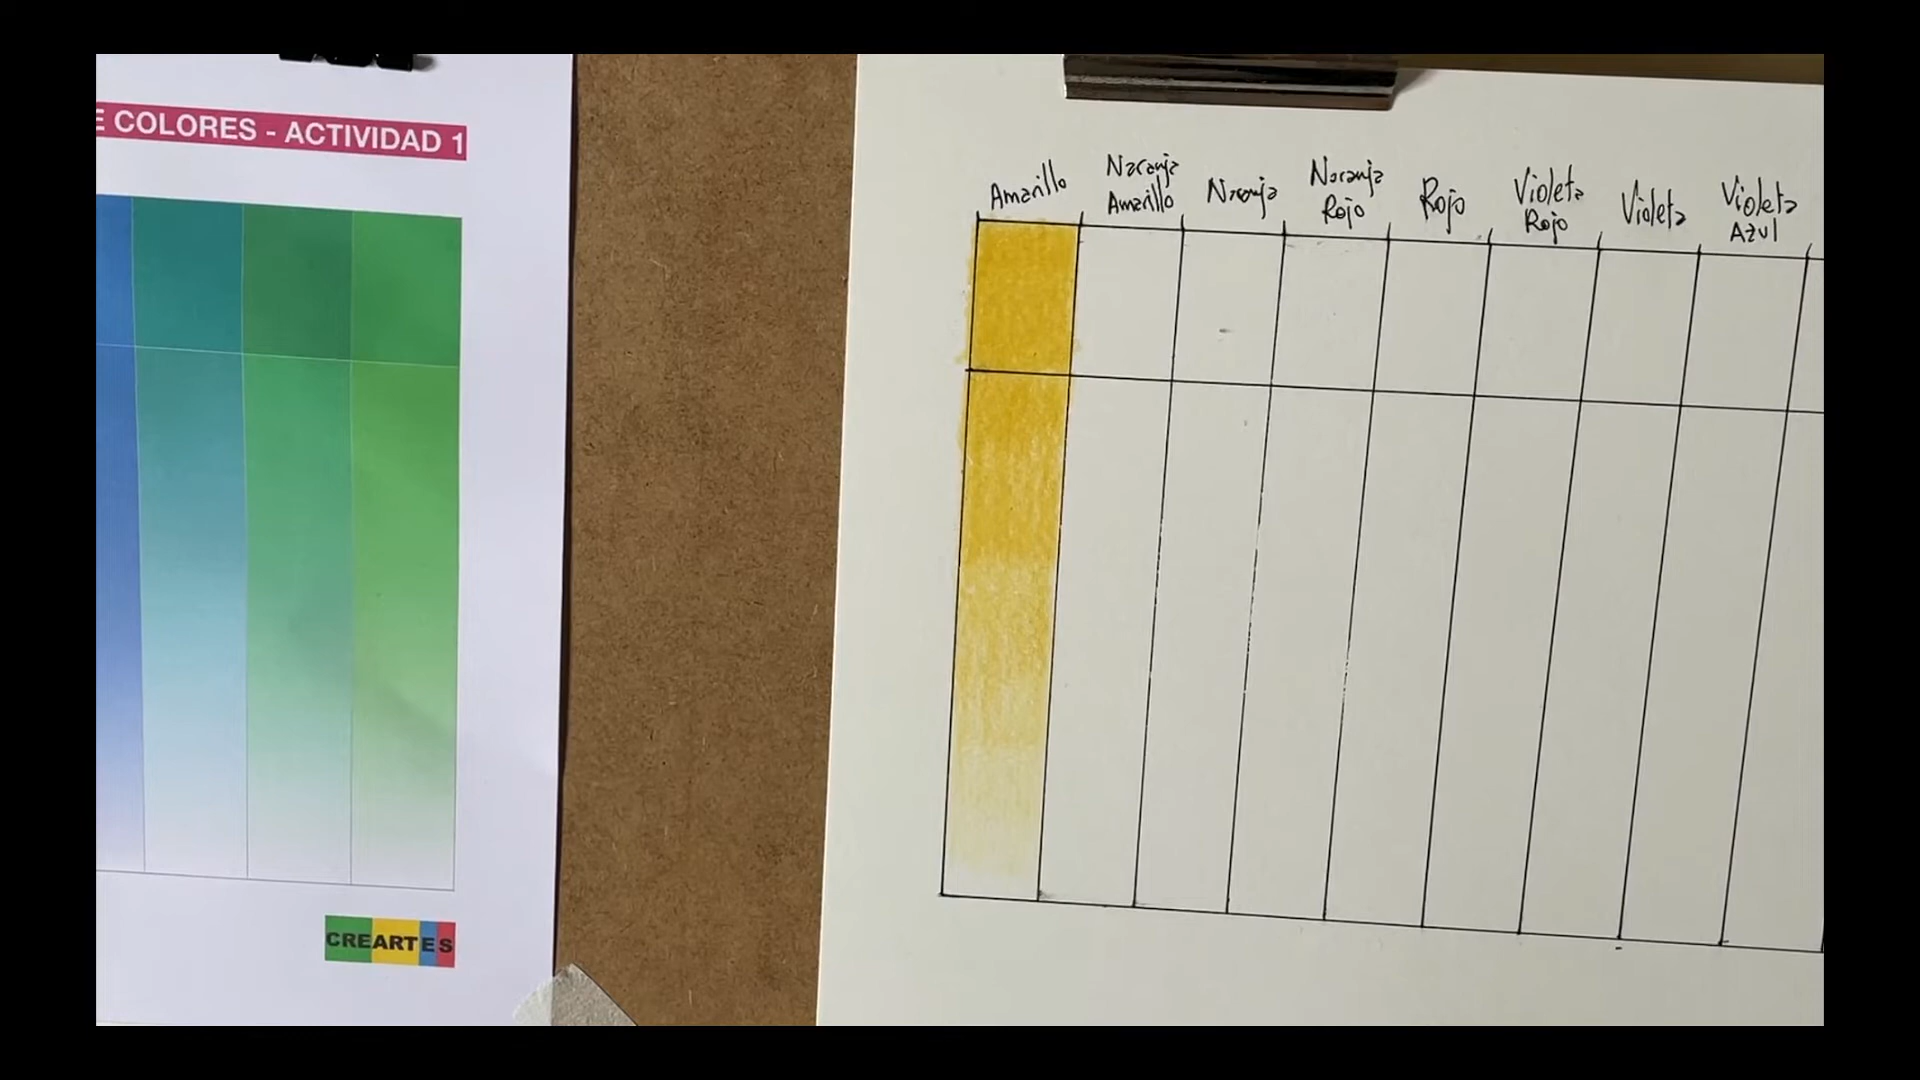 E COLORES - ACTIVIDAD 1
CREARTES
Amarillo
Naranja
Amarillo
Naranja
Naranja
Rojo
Rojo
Violeta
Rojo
Violeta
Violeta
Azul